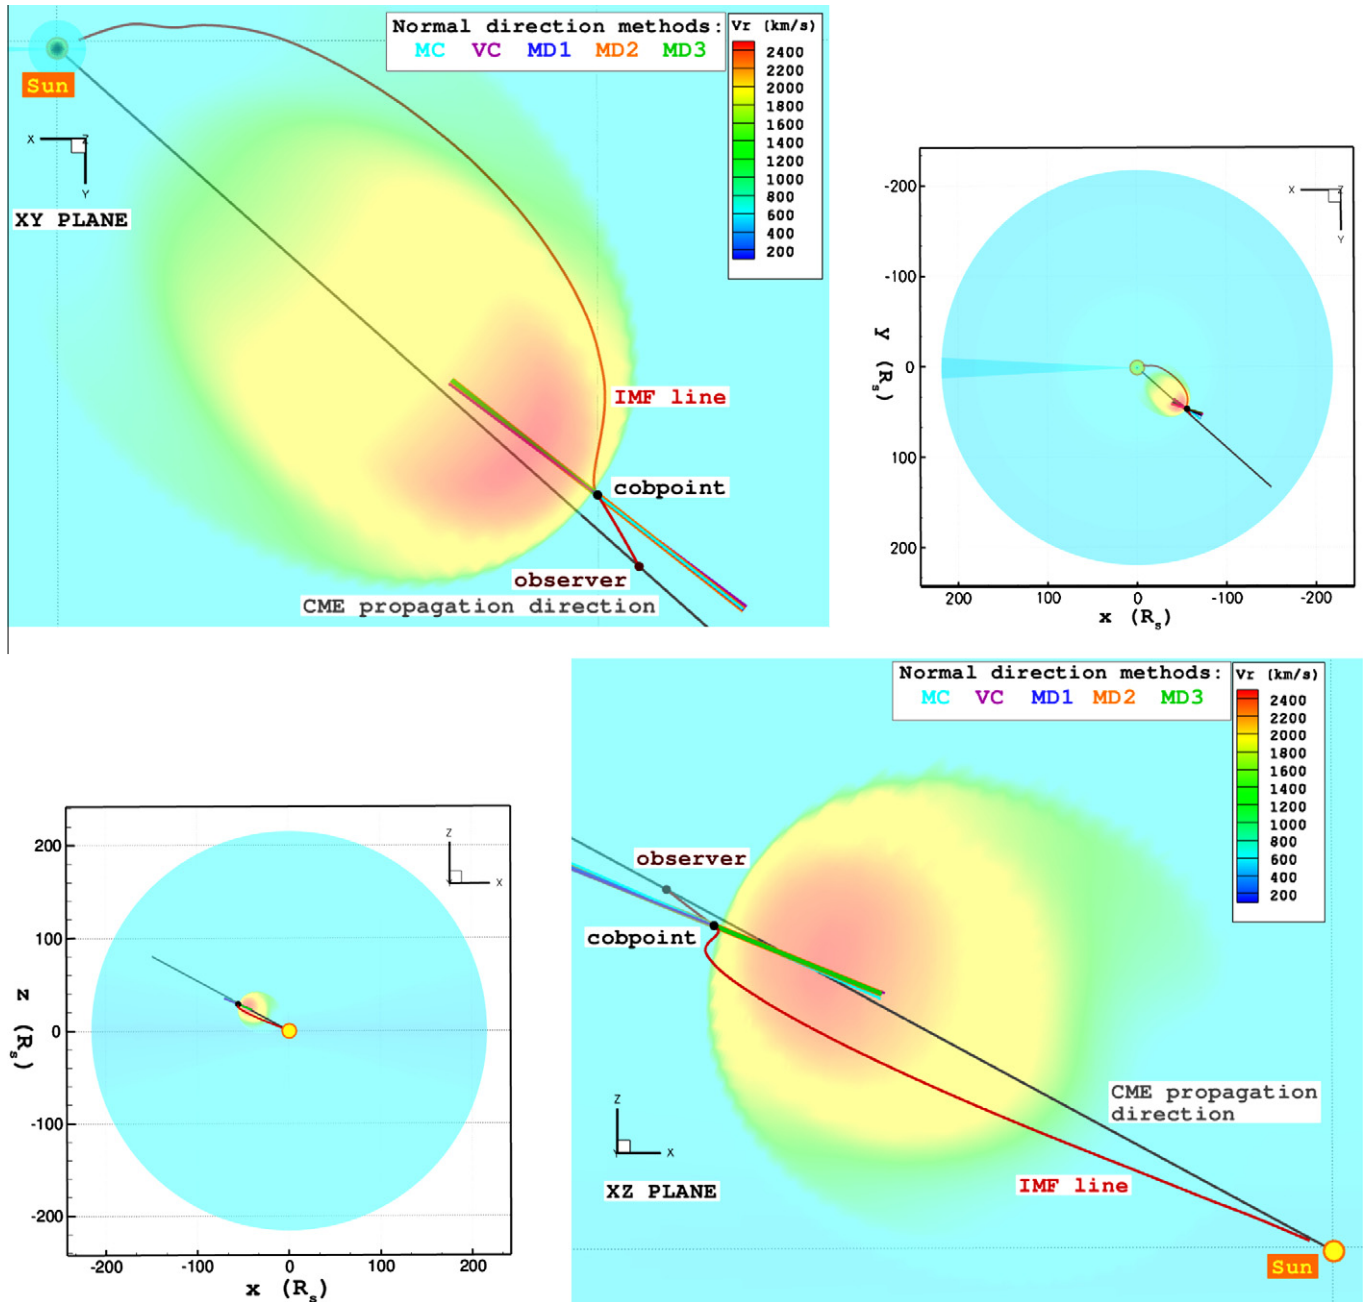 Normal direction methods:
MC VC MD1 MD2 MD3
Vr (km/s)
2400
2200
2000
1800
1600
1400
1200
1000
800
600
400
200
Sun
X
Z
Y
XY PLANE
IMF line
cobpoint
observer
CME propagation direction
X
Z
Y
-200
-100
0
100
200
Y (Rs)
200 100 0 -100 -200
x (Rs)
Normal direction methods:
MC VC MD1 MD2 MD3
Vr (km/s)
2400
2200
2000
1800
1600
1400
1200
1000
800
600
400
200
observer
cobpoint
CME propagation
direction
Z
Y
X
XZ PLANE
IMF line
Sun
Z
Y
X
200
100
0
-100
-200
z (Rs)
-200 -100 0 100 200
x (Rs)